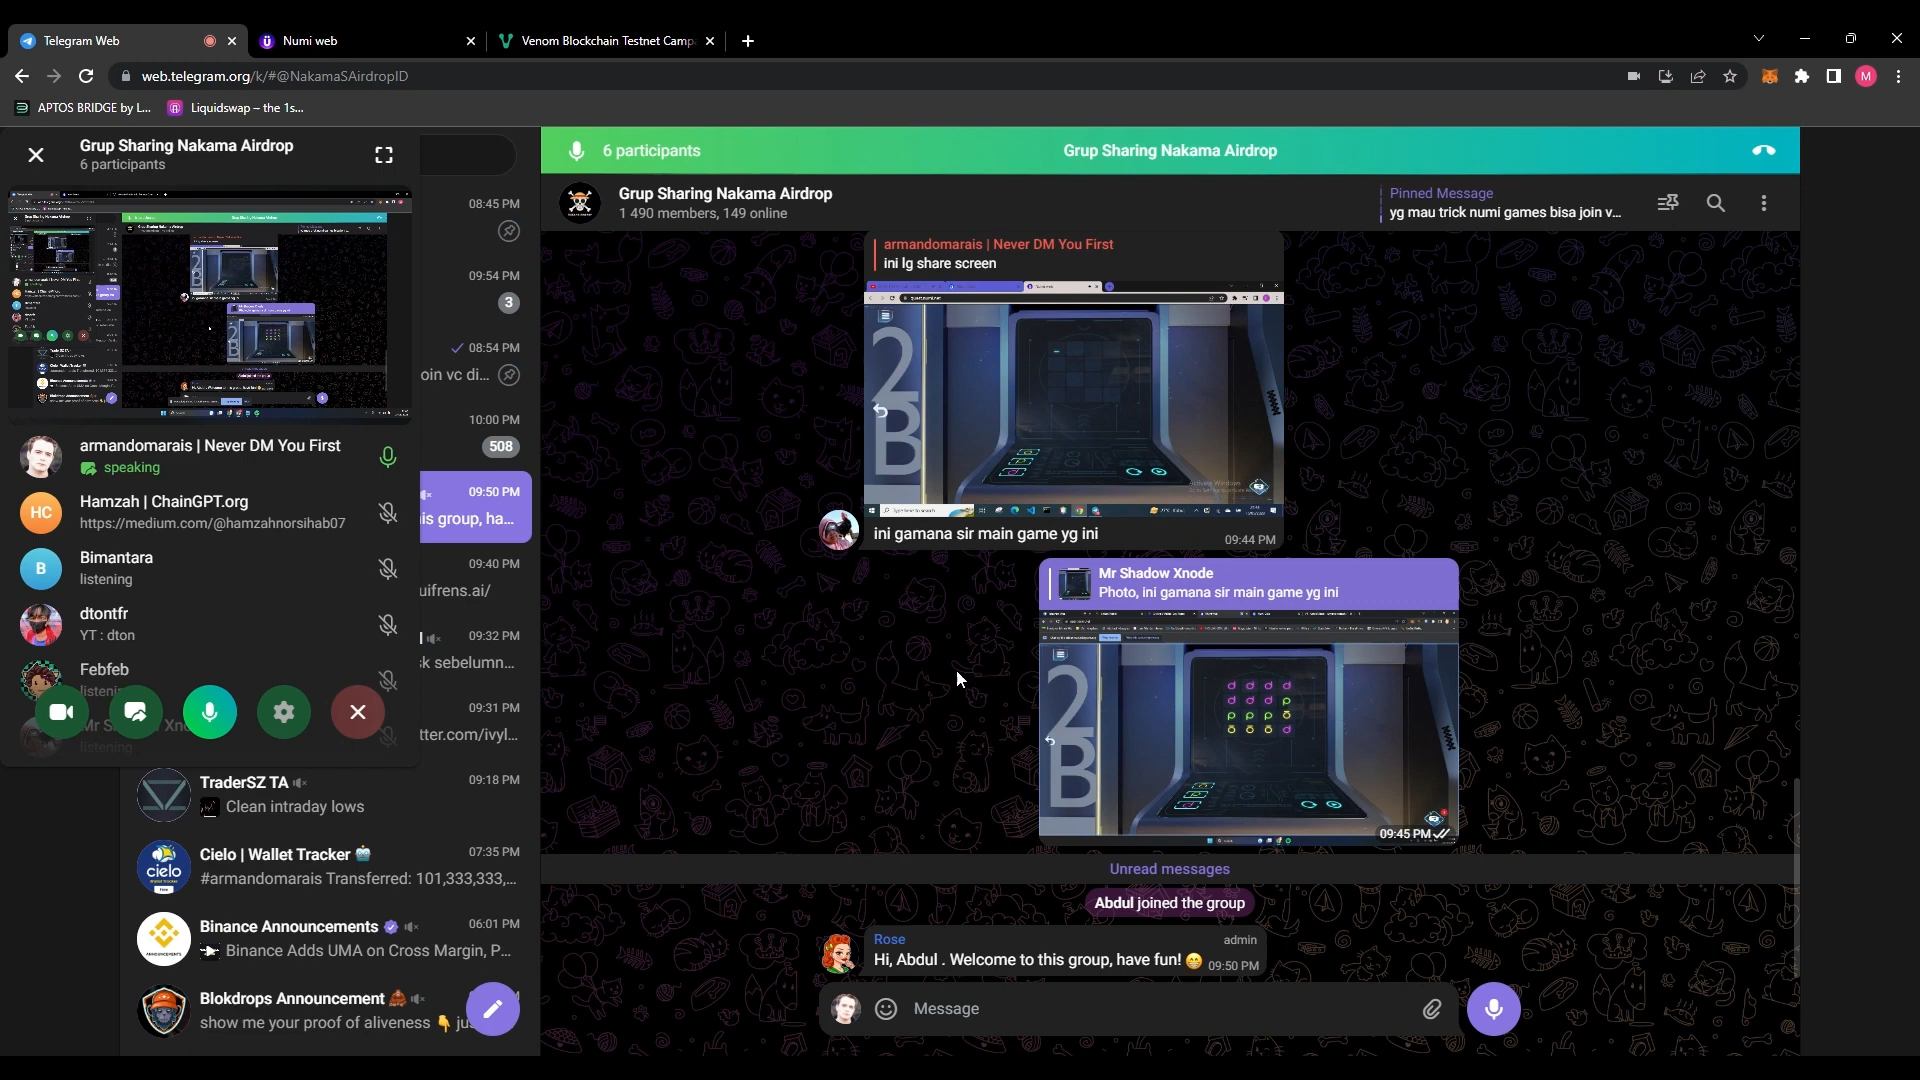 Telegram Web
Numi web
Venom Blockchain Testnet Camp
web.telegram.org/k/#@NakamaSAirdropID
M
APTOS BRIDGE by L...
Liquidswap – the 1s...
Grup Sharing Nakama Airdrop
6 participants
armandomarais | Never DM You First
speaking
HC
Hamzah | ChainGPT.org
https://medium.com/@hamzahnorsihab07
B
Bimantara
listening
dtontfr
YT : dton
Febfeb
listening
08:45 PM
09:54 PM
3
08:54 PM
oin vc di...
10:00 PM
508
09:50 PM
is group, ha...
09:40 PM
uifrens.ai/
09:32 PM
sk sebelumn...
09:31 PM
tter.com/ivyl...
TraderSZ TA
09:18 PM
Clean intraday lows
cielo
Cielo | Wallet Tracker
07:35 PM
#armandomarais Transferred: 101,333,333,...
Binance Announcements
06:01 PM
Binance Adds UMA on Cross Margin, P...
Blokdrops Announcement
show me your proof of aliveness 👇 ju
6 participants
Grup Sharing Nakama Airdrop
Grup Sharing Nakama Airdrop
1 490 members, 149 online
Pinned Message
yg mau trick numi games bisa join v...
armandomarais | Never DM You First
ini lg share screen
2
B
ini gamana sir main game yg ini
09:44 PM
Mr Shadow Xnode
Photo, ini gamana sir main game yg ini
2
B
09:45 PM
Unread messages
Abdul joined the group
Rose
admin
Hi, Abdul . Welcome to this group, have fun! 😁
09:50 PM
Message